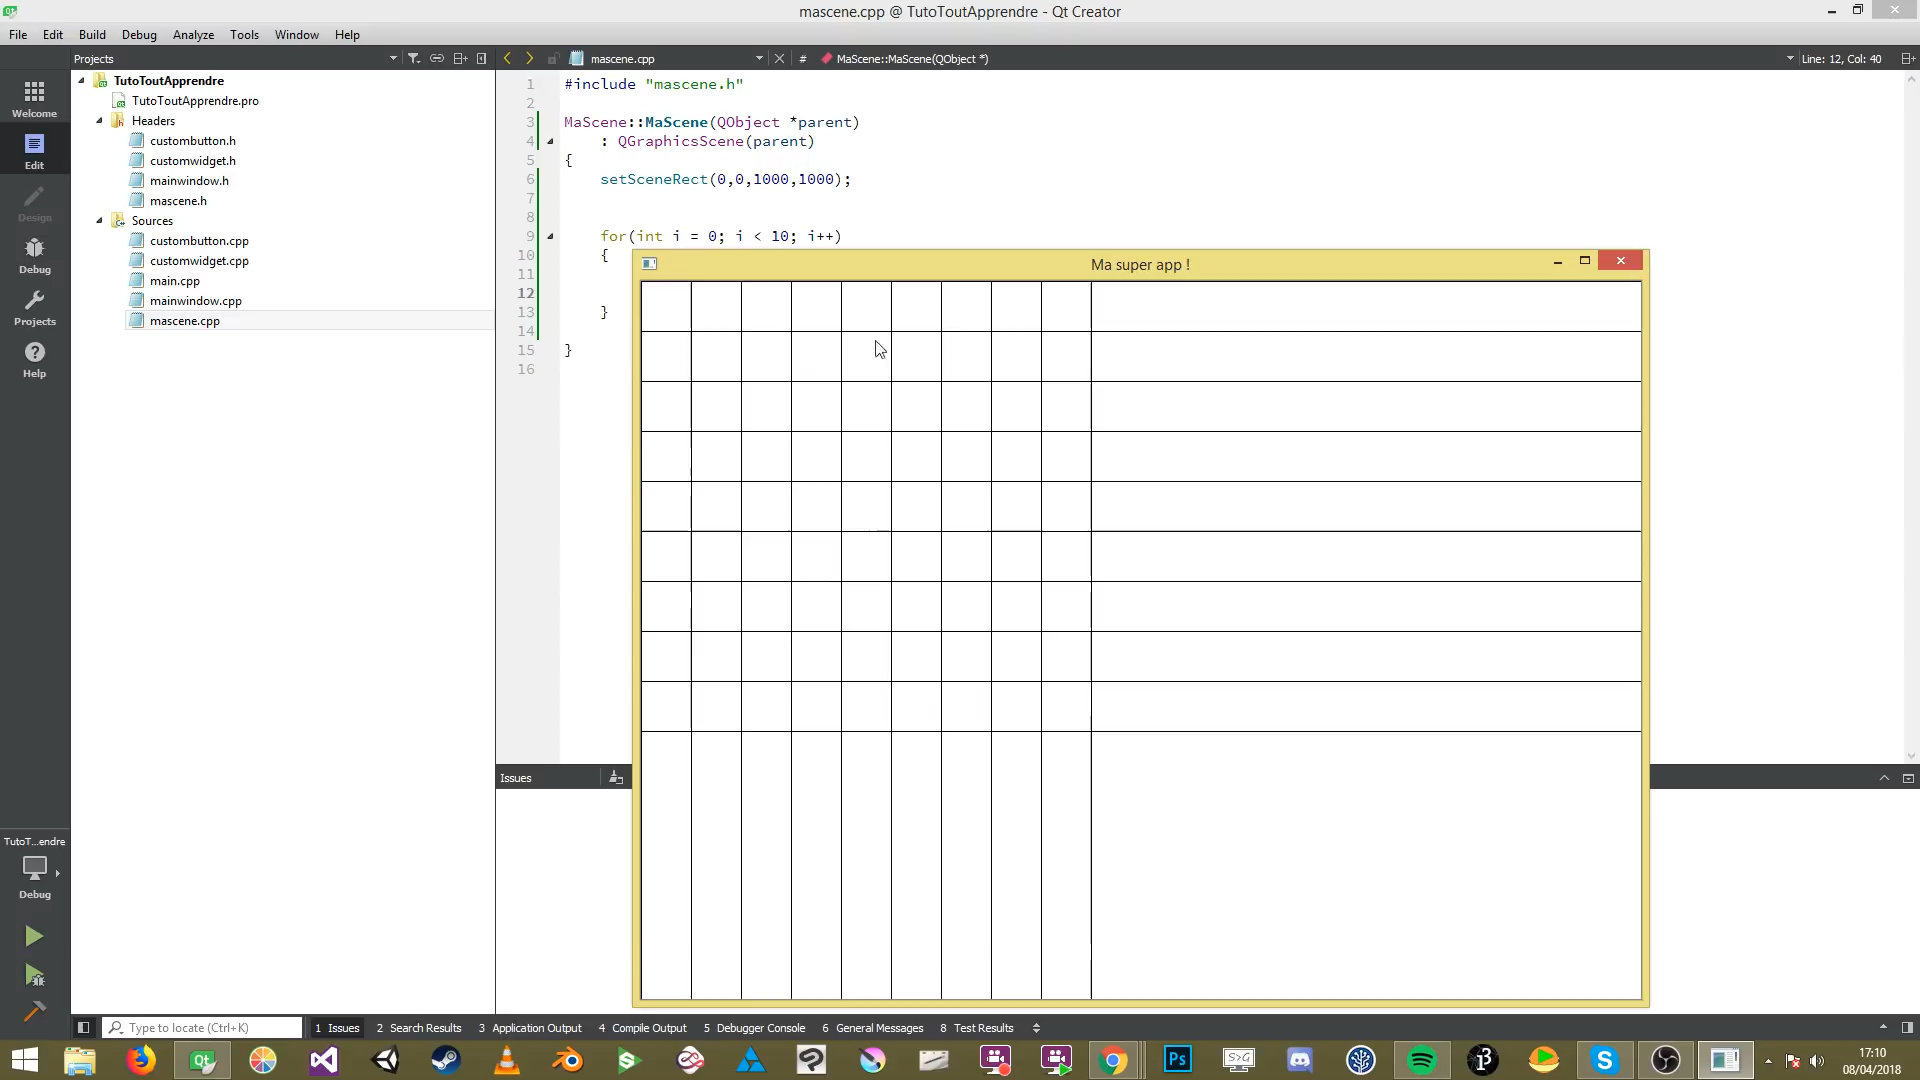 mascene.cpp @ TutoToutApprendre - Qt Creator
File Edit Build Debug Analyze Tools Window Help
Projects
mascene.cpp
# MaScene::MaScene(QObject *)
Line: 12, Col: 40
Welcome
Edit
Design
Debug
Projects
Help
TutoToutApprendre
TutoToutApprendre.pro
Headers
custombutton.h
customwidget.h
mainwindow.h
mascene.h
Sources
custombutton.cpp
customwidget.cpp
main.cpp
mainwindow.cpp
mascene.cpp
1 #include "mascene.h"
2
3 MaScene::MaScene(QObject *parent)
4 : QGraphicsScene(parent)
5 {
6 setSceneRect(0,0,1000,1000);
7
8
9 for(int i = 0; i < 10; i++)
10 {
11
12
13 }
14
15 }
16
Ma super app !
Issues
TutoT...endre
Debug
Type to locate (Ctrl+K)
1 Issues 2 Search Results 3 Application Output 4 Compile Output 5 Debugger Console 6 General Messages 8 Test Results
17:10
08/04/2018